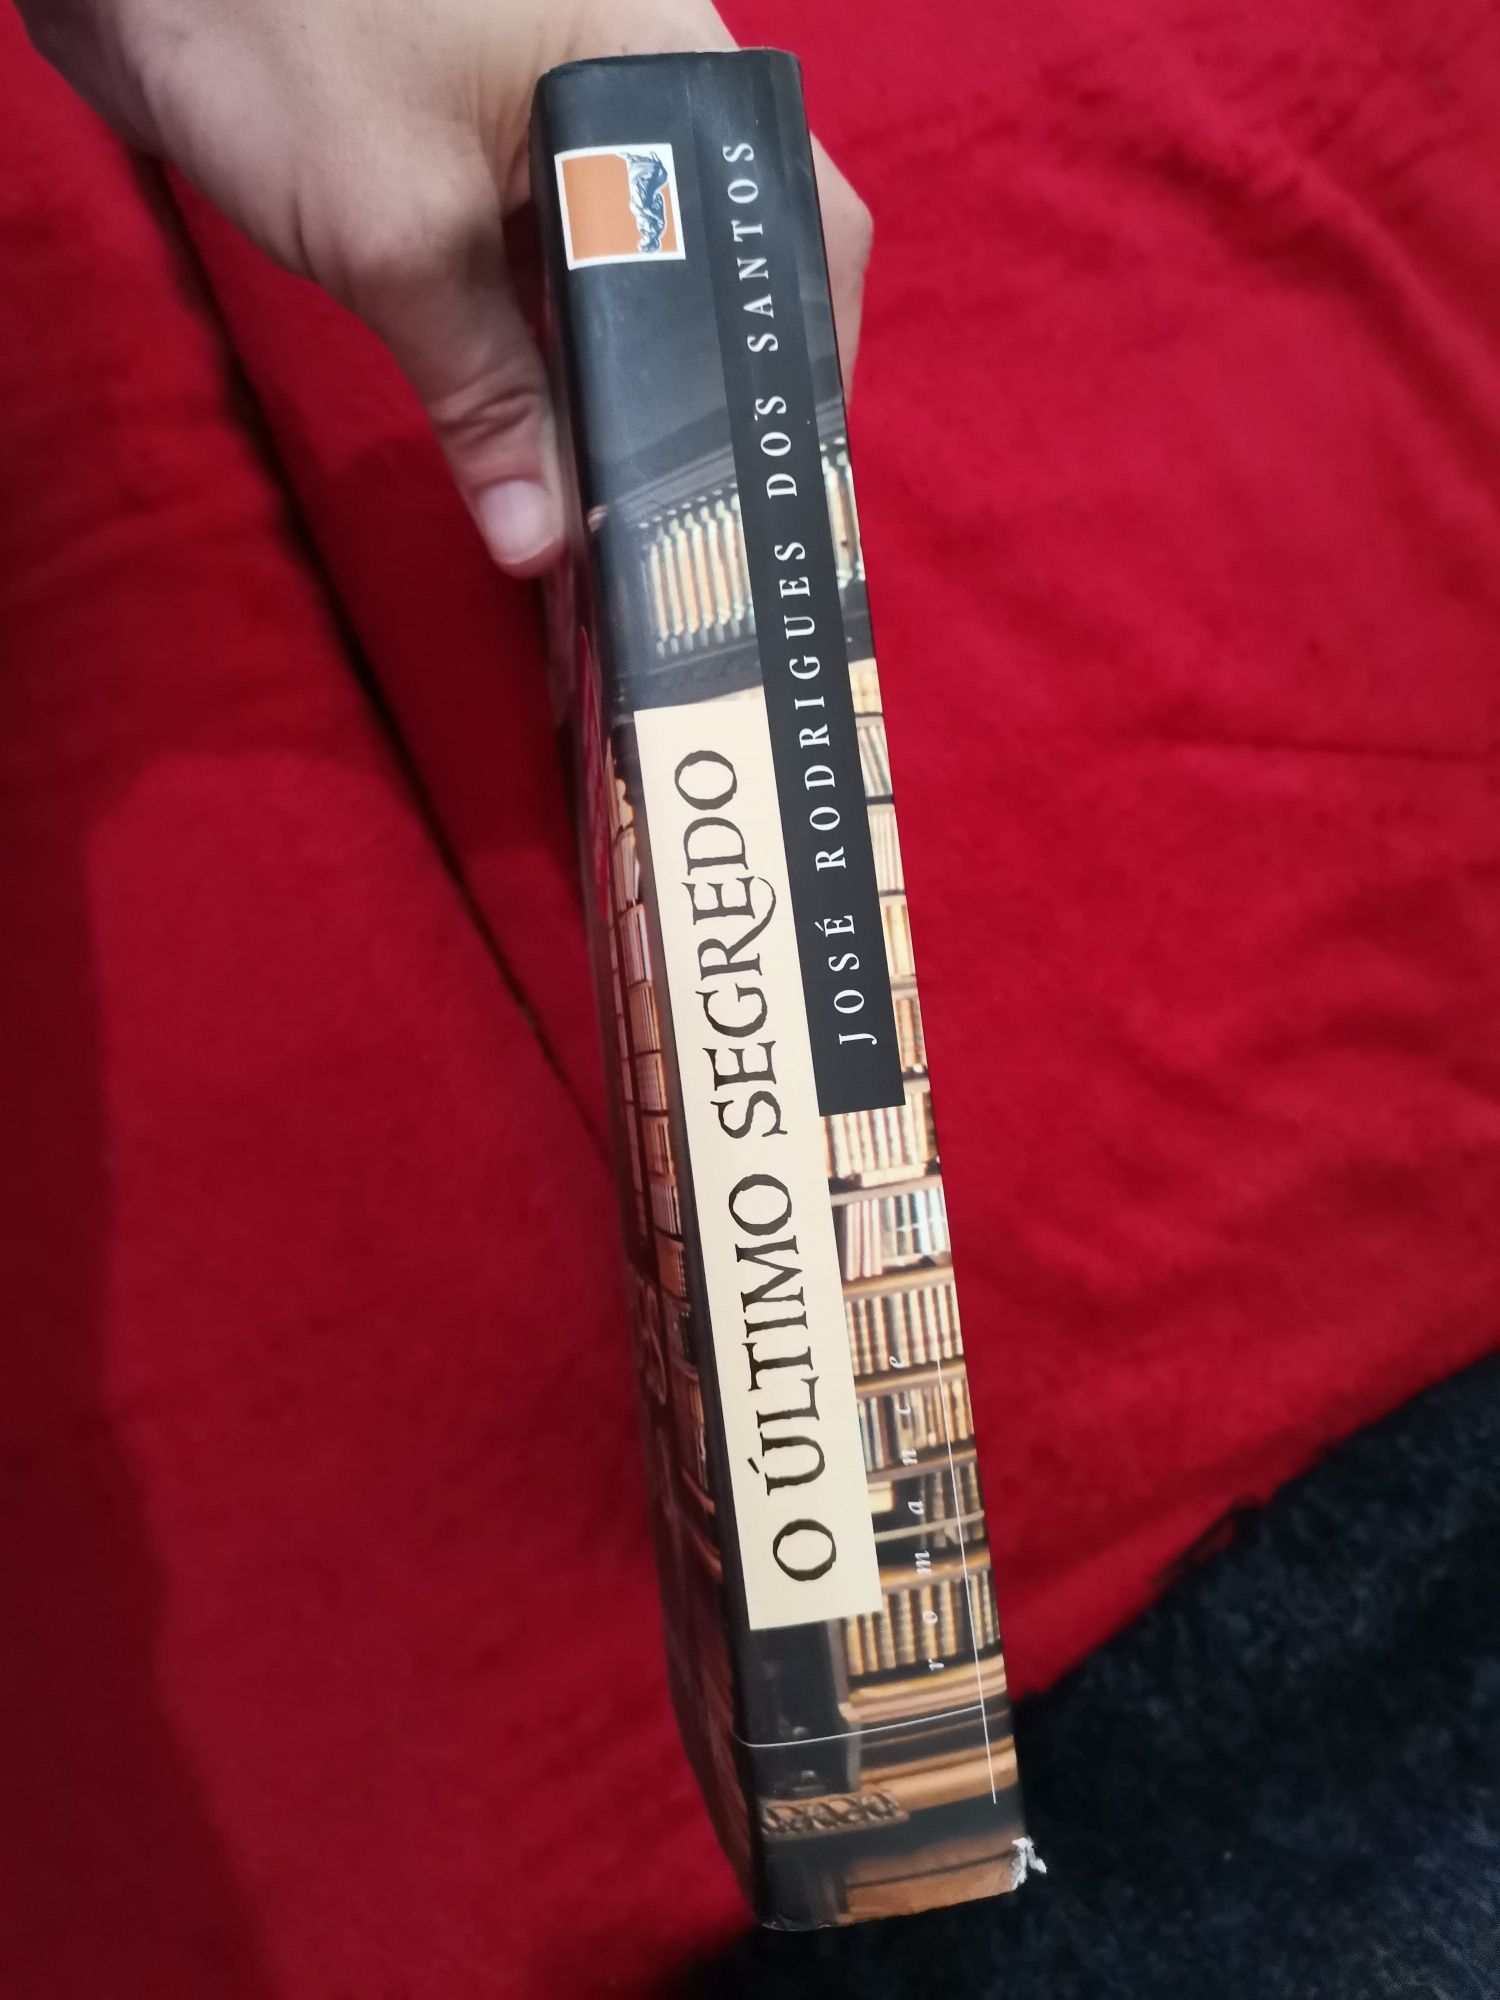 JOSÉ RODRIGUES DOS SANTOS
O ÚLTIMO SEGREDO
romance